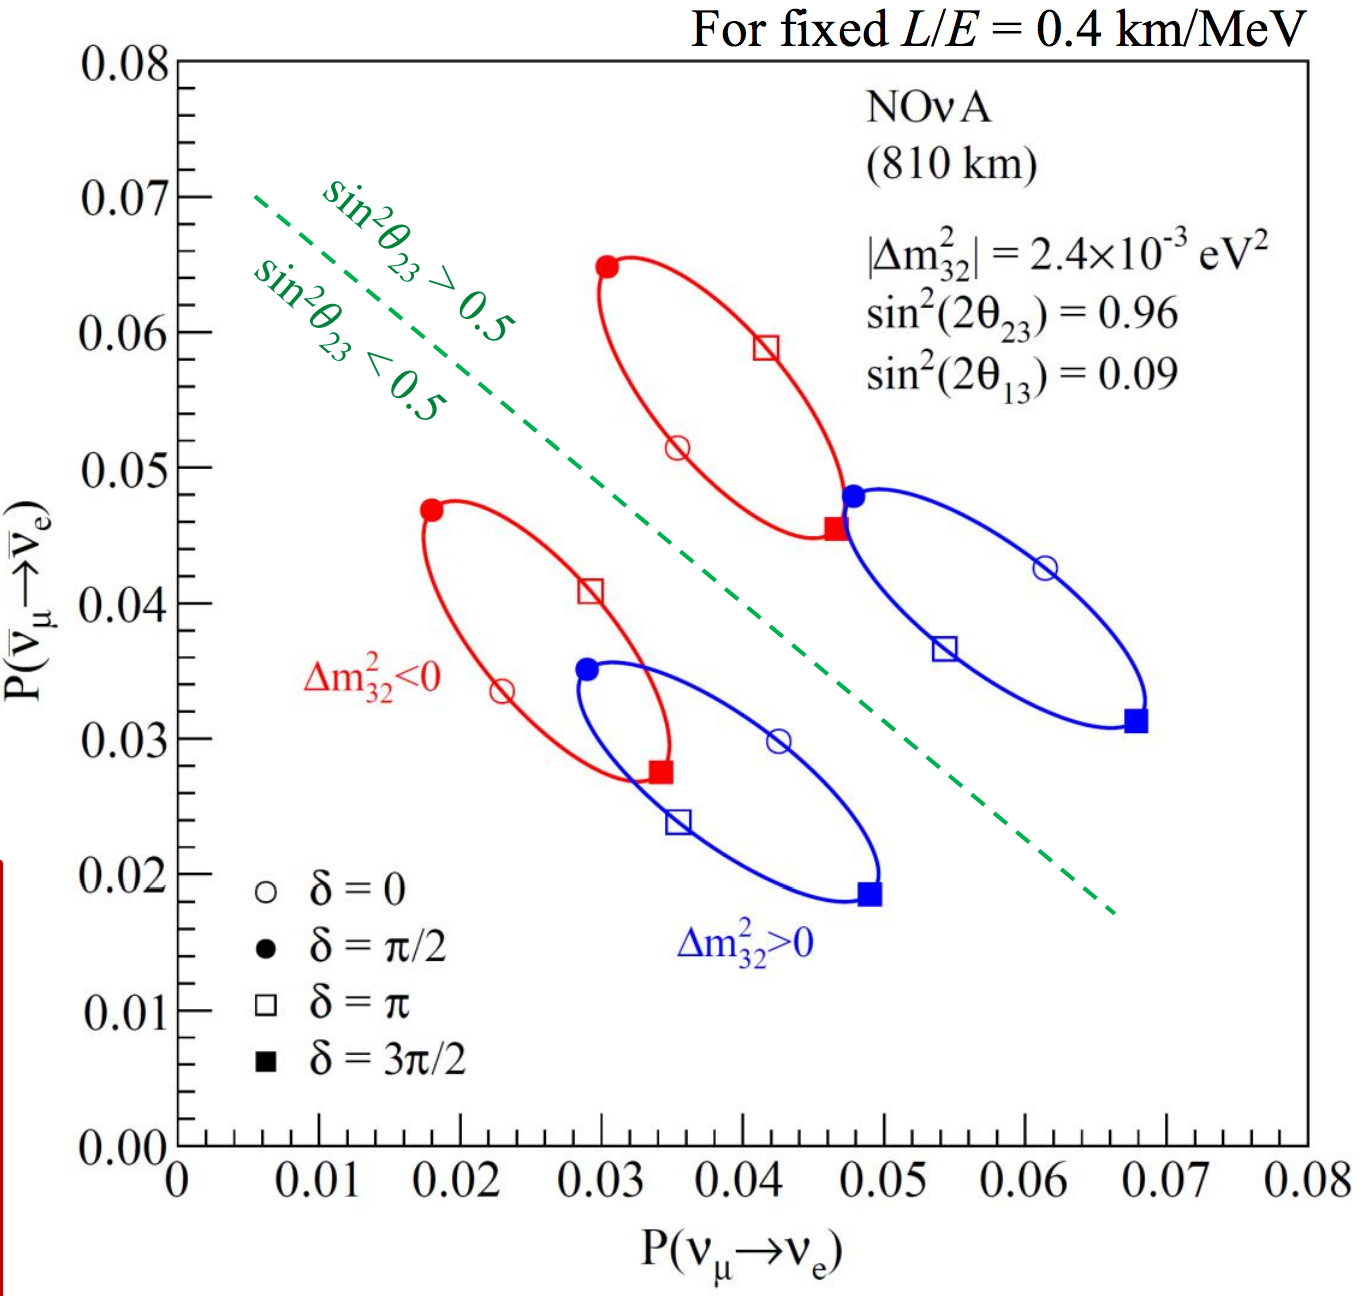 For fixed L/E = 0.4 km/MeV
0.08
0.07
0.06
0.05
0.04
0.03
0.02
0.01
0.00
P(ν̅μ→ν̅e)
NOνA
(810 km)
|Δm²₃₂| = 2.4×10⁻³ eV²
sin²(2θ₂₃) = 0.96
sin²(2θ₁₃) = 0.09
sin²θ₂₃ > 0.5
sin²θ₂₃ < 0.5
Δm²₃₂<0
Δm²₃₂>0
δ = 0
δ = π/2
δ = π
δ = 3π/2
0 0.01 0.02 0.03 0.04 0.05 0.06 0.07 0.08
P(νμ→νe)